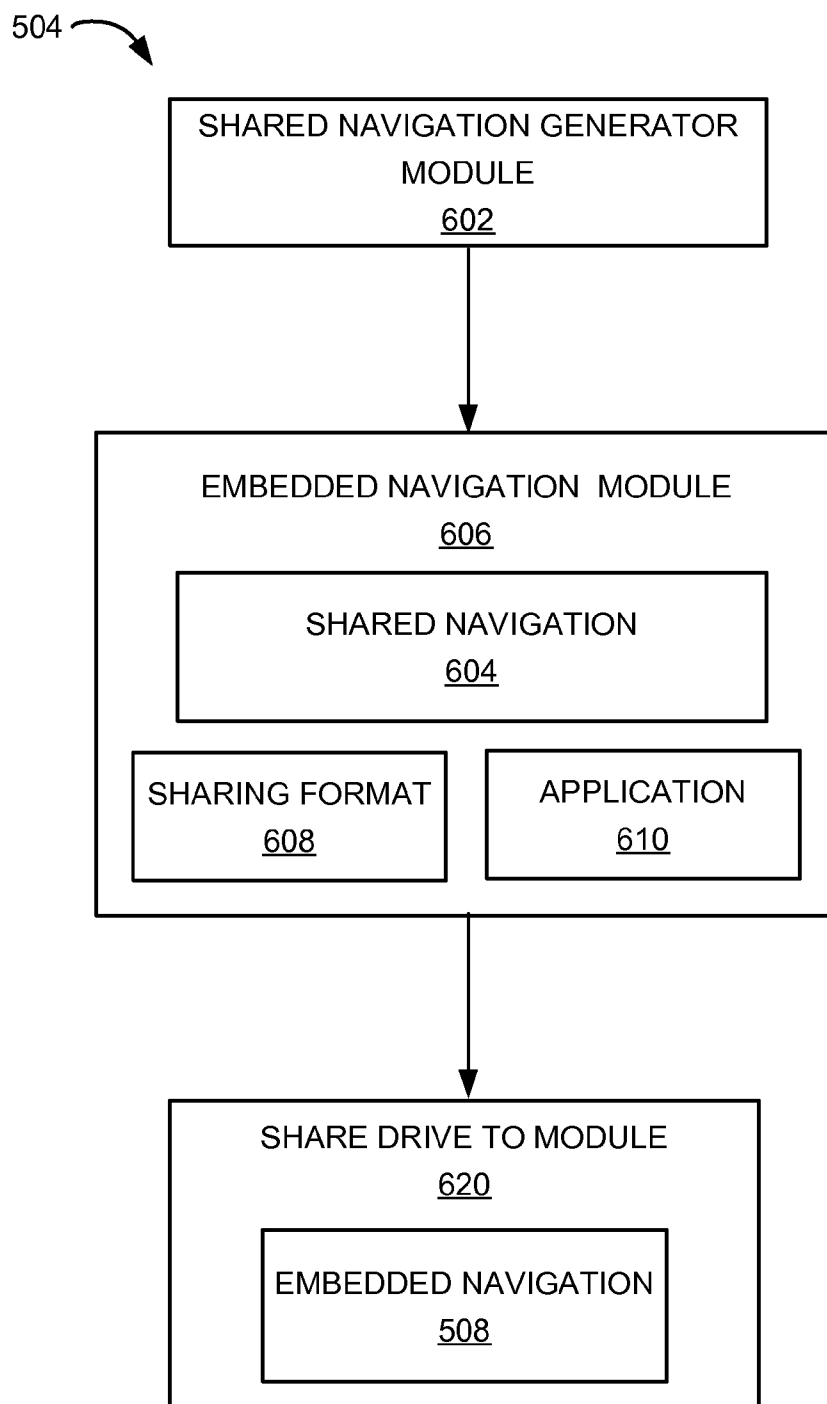 504
SHARED NAVIGATION GENERATOR
MODULE
602
EMBEDDED NAVIGATION MODULE
606
SHARED NAVIGATION
604
SHARING FORMAT
608
APPLICATION
610
SHARE DRIVE TO MODULE
620
EMBEDDED NAVIGATION
508